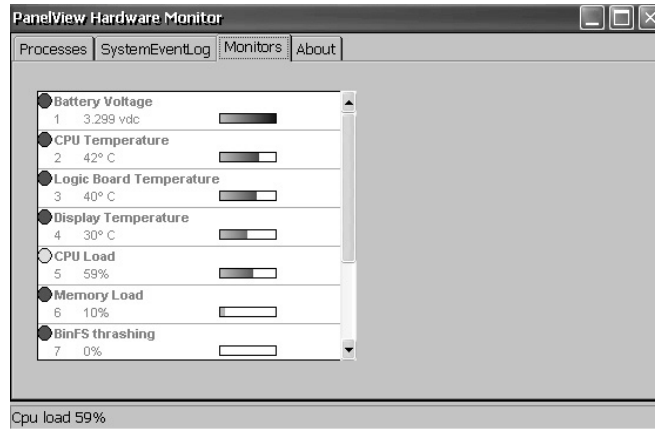 PanelView Hardware Monitor
Processes SystemEventLog Monitors About
Battery Voltage
1 3.299 vdc
CPU Temperature
2 42° C
Logic Board Temperature
3 40° C
Display Temperature
4 30° C
CPU Load
5 59%
Memory Load
6 10%
BinFS thrashing
7 0%
Cpu load 59%